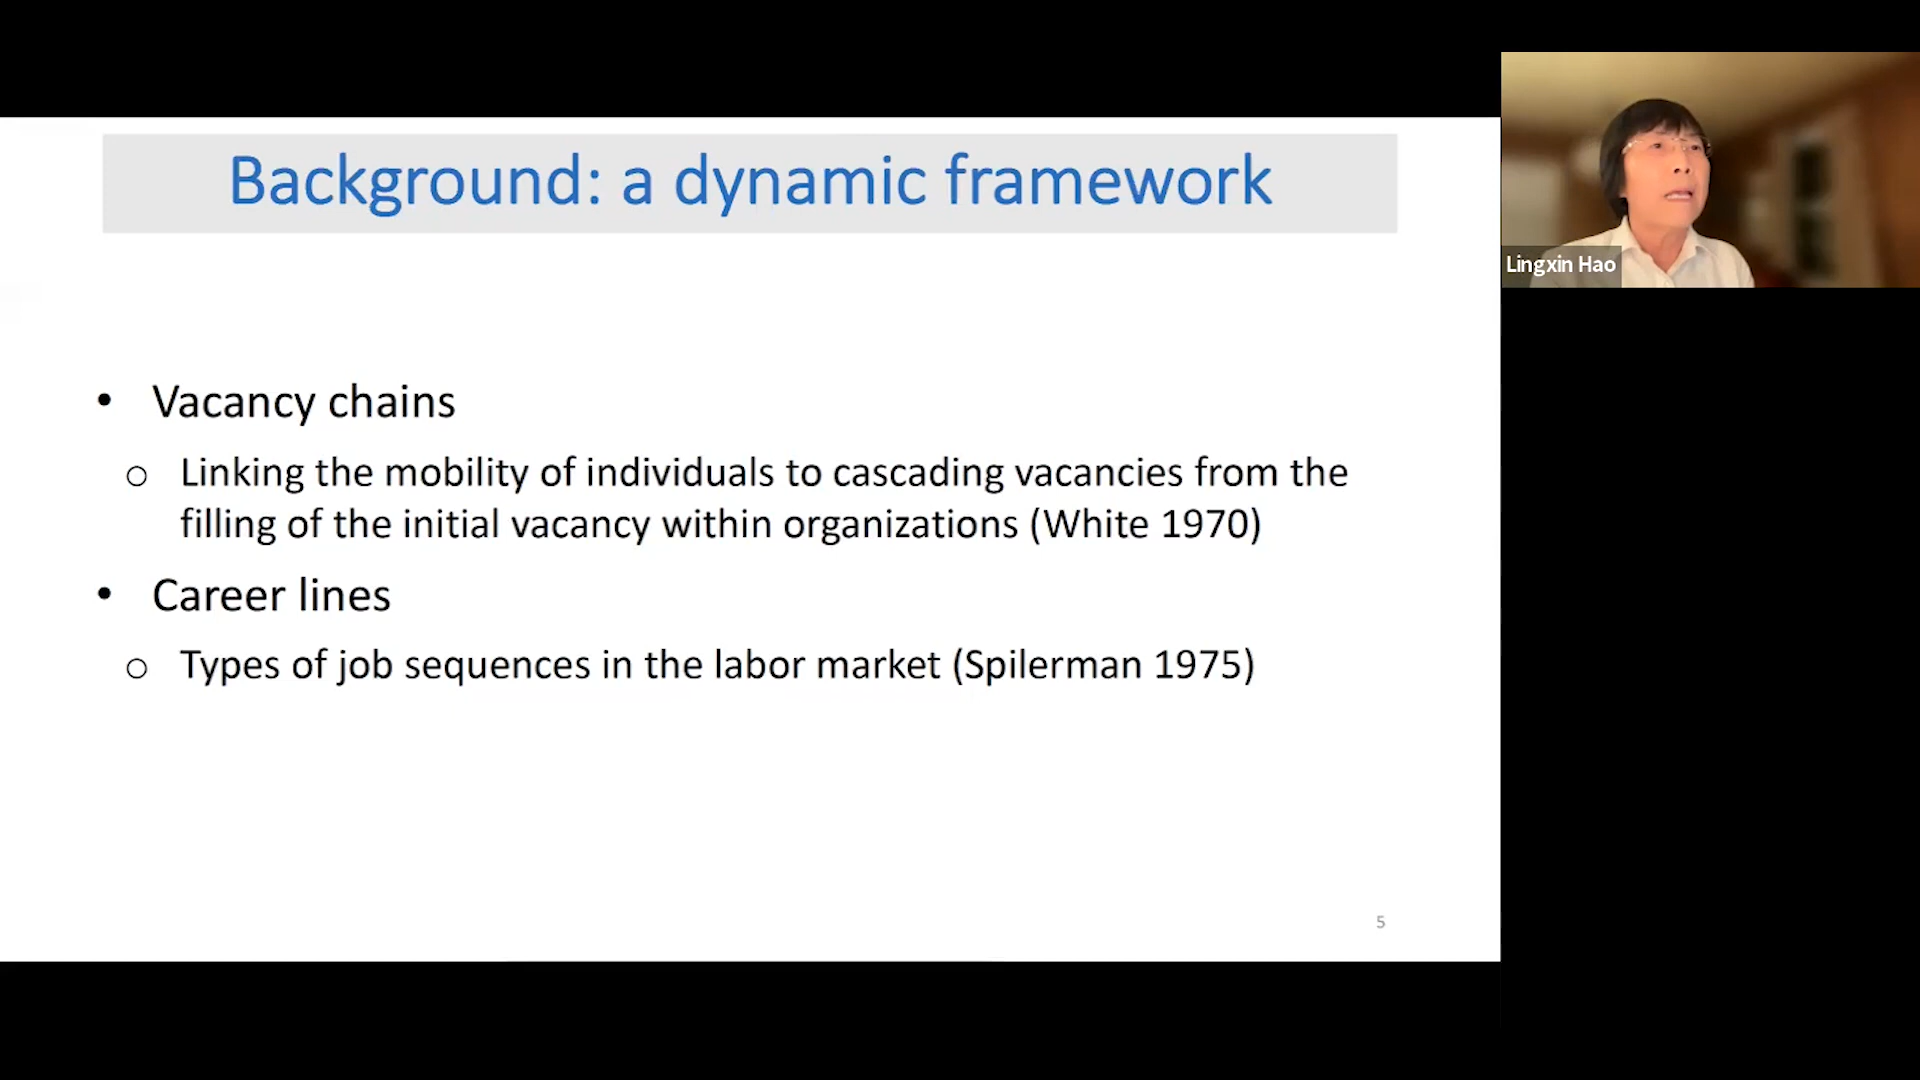 Background: a dynamic framework
Lingxin Hao
• Vacancy chains
o Linking the mobility of individuals to cascading vacancies from the
filling of the initial vacancy within organizations (White 1970)
• Career lines
o Types of job sequences in the labor market (Spilerman 1975)
5